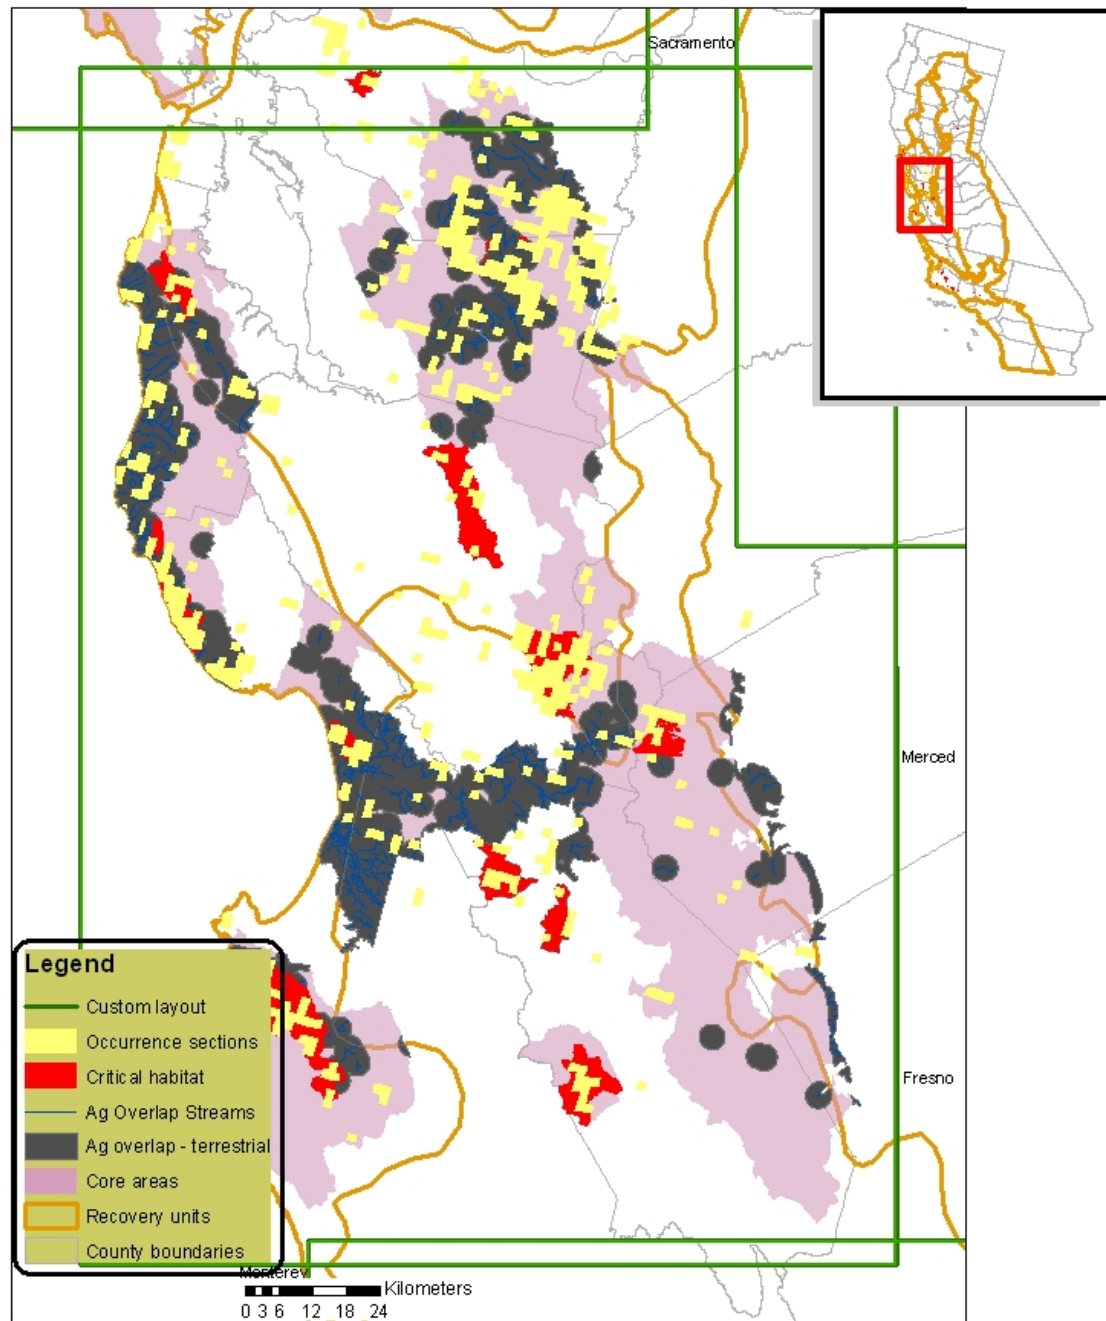 Sacramento
Merced
Legend
Custom layout
Occurrence sections
Critical habitat
Ag Overlap Streams
Ag overlap - terrestrial
Core areas
Recovery units
County boundaries
Fresno
Monterey
Kilometers
0 3 6 12 18 24